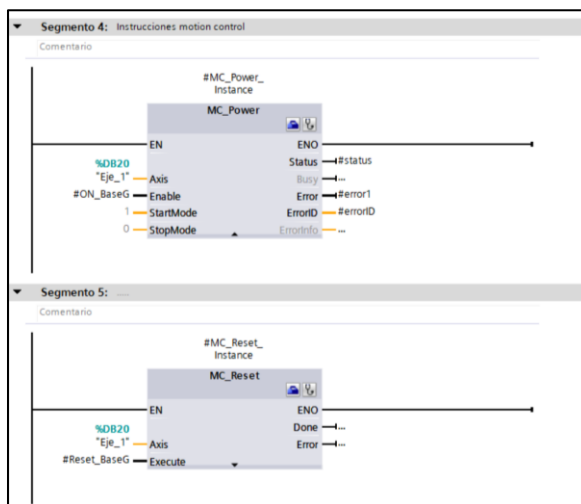 Segmento 4: Instrucciones motion control
Comentario
#MC_Power_
Instance
MC_Power
EN ENO
Status #status
%DB20
"Eje_1" Axis Busy ...
#ON_BaseG Enable Error #error1
1 StartMode ErrorID #errorID
0 StopMode ErrorInfo ...
Segmento 5: ....
Comentario
#MC_Reset_
Instance
MC_Reset
EN ENO
%DB20 Done ...
"Eje_1" Axis Error ...
#Reset_BaseG Execute